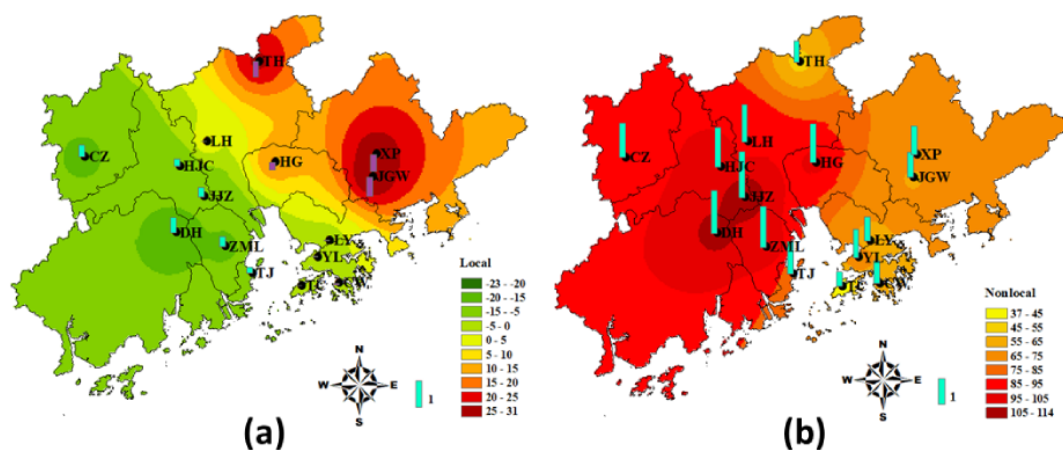 TH
LH
CZ
HJC
HG
XP
JGW
JJZ
DH
ZML
LY
YL
TJ
TC
CW
Local
-23 - -20
-20 - -15
-15 - -5
-5 - 0
0 - 5
5 - 10
10 - 15
15 - 20
20 - 25
25 - 31
N
W E
S
1
(a)
TH
LH
CZ
HJC
HG
XP
JGW
JJZ
DH
ZML
LY
YL
TJ
TC
CW
Nonlocal
37 - 45
45 - 55
55 - 65
65 - 75
75 - 85
85 - 95
95 - 105
105 - 114
N
W E
S
1
(b)